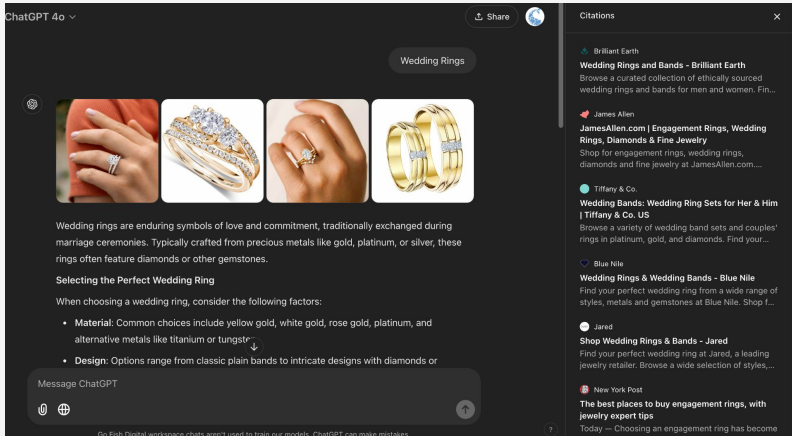 ChatGPT 4o
Share
Wedding Rings
Wedding rings are enduring symbols of love and commitment, traditionally exchanged during
marriage ceremonies. Typically crafted from precious metals like gold, platinum, or silver, these
rings often feature diamonds or other gemstones.
Selecting the Perfect Wedding Ring
When choosing a wedding ring, consider the following factors:
• Material: Common choices include yellow gold, white gold, rose gold, platinum, and
alternative metals like titanium or tungsten
• Design: Options range from classic plain bands to intricate designs with diamonds or
Message ChatGPT
Go Fish Digital workspace chats aren't used to train our models. ChatGPT can make mistakes.
?
Citations
Brilliant Earth
Wedding Rings and Bands - Brilliant Earth
Browse a curated collection of ethically sourced
wedding rings and bands for men and women. Fin...
James Allen
JamesAllen.com | Engagement Rings, Wedding
Rings, Diamonds & Fine Jewelry
Shop for engagement rings, wedding rings,
diamonds and fine jewelry at JamesAllen.com....
Tiffany & Co.
Wedding Bands: Wedding Ring Sets for Her & Him
| Tiffany & Co. US
Browse a variety of wedding band sets and couples'
rings in platinum, gold, and diamonds. Find your...
Blue Nile
Wedding Rings & Wedding Bands - Blue Nile
Find your perfect wedding ring from a wide range of
styles, metals and gemstones at Blue Nile. Shop f...
Jared
Shop Wedding Rings & Bands - Jared
Find your perfect wedding ring at Jared, a leading
jewelry retailer. Browse a wide selection of styles,...
New York Post
The best places to buy engagement rings, with
jewelry expert tips
Today — Choosing an engagement ring has become